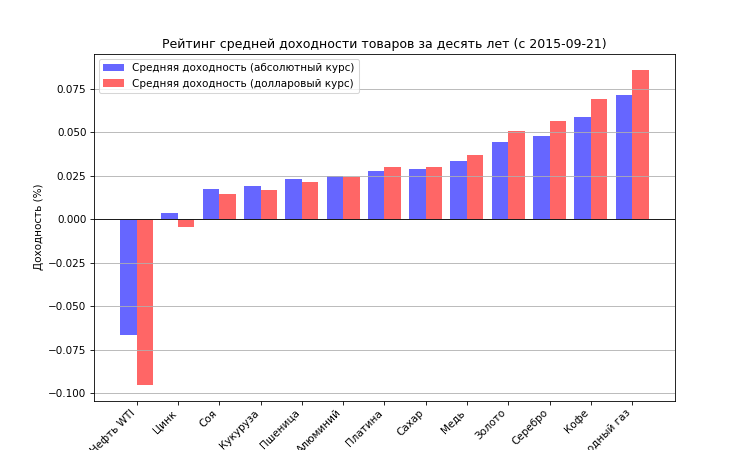 Рейтинг средней доходности товаров за десять лет (с 2015-09-21)
Средняя доходность (абсолютный курс)
Средняя доходность (долларовый курс)
Доходность (%)
0.075
0.050
0.025
0.000
−0.025
−0.050
−0.075
−0.100
Нефть WTI
Цинк
Соя
Кукуруза
Пшеница
Алюминий
Платина
Сахар
Медь
Золото
Серебро
Кофе
газ